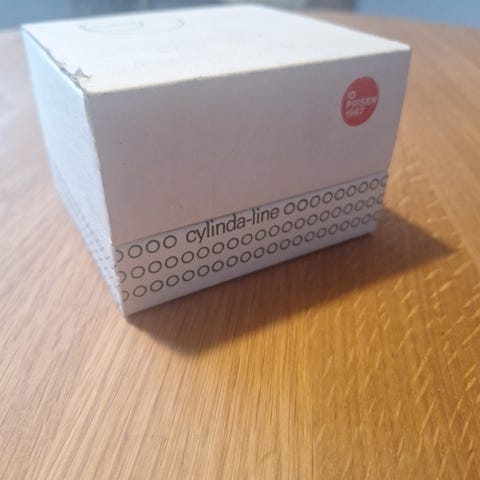 ID
PRISEN
1967
cylinda-line